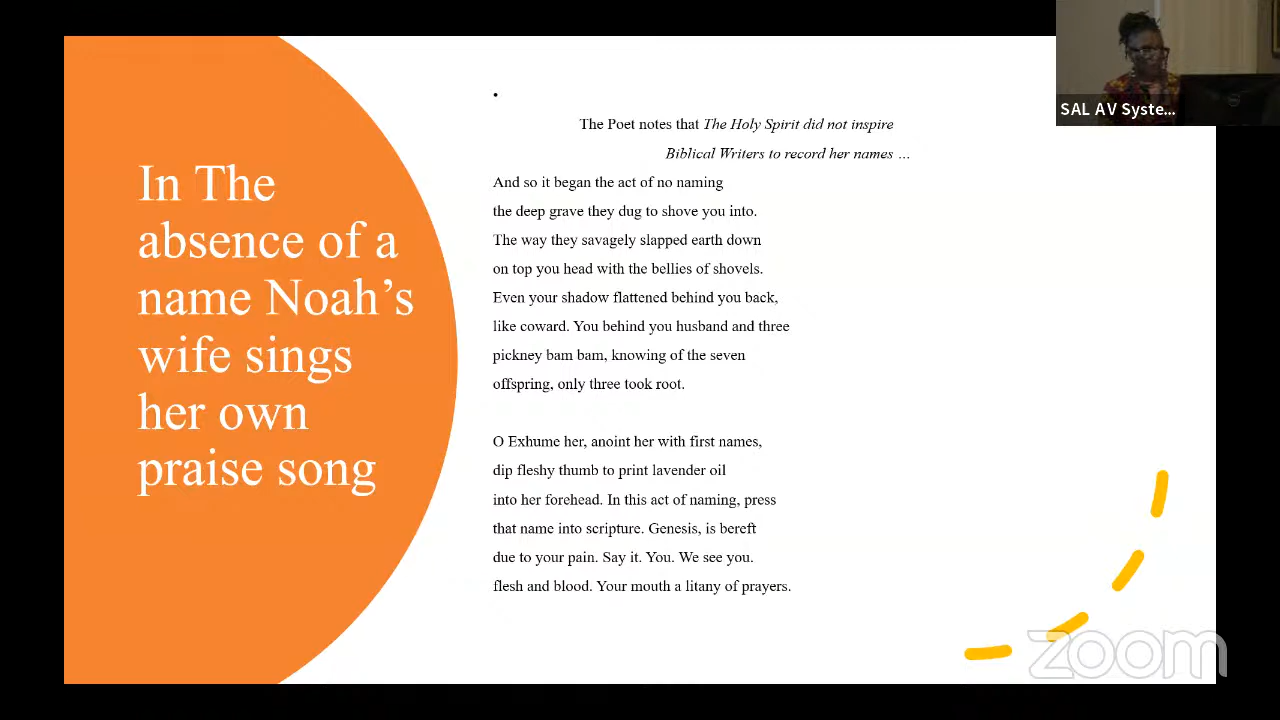 In The
absence of a
name Noah's
wife sings
her own
praise song
•
The Poet notes that The Holy Spirit did not inspire
Biblical Writers to record her names …
And so it began the act of no naming
the deep grave they dug to shove you into.
The way they savagely slapped earth down
on top you head with the bellies of shovels.
Even your shadow flattened behind you back,
like coward. You behind you husband and three
pickney bam bam, knowing of the seven
offspring, only three took root.
O Exhume her, anoint her with first names,
dip fleshy thumb to print lavender oil
into her forehead. In this act of naming, press
that name into scripture. Genesis, is bereft
due to your pain. Say it. You. We see you.
flesh and blood. Your mouth a litany of prayers.
SAL AV Syste...
zoom